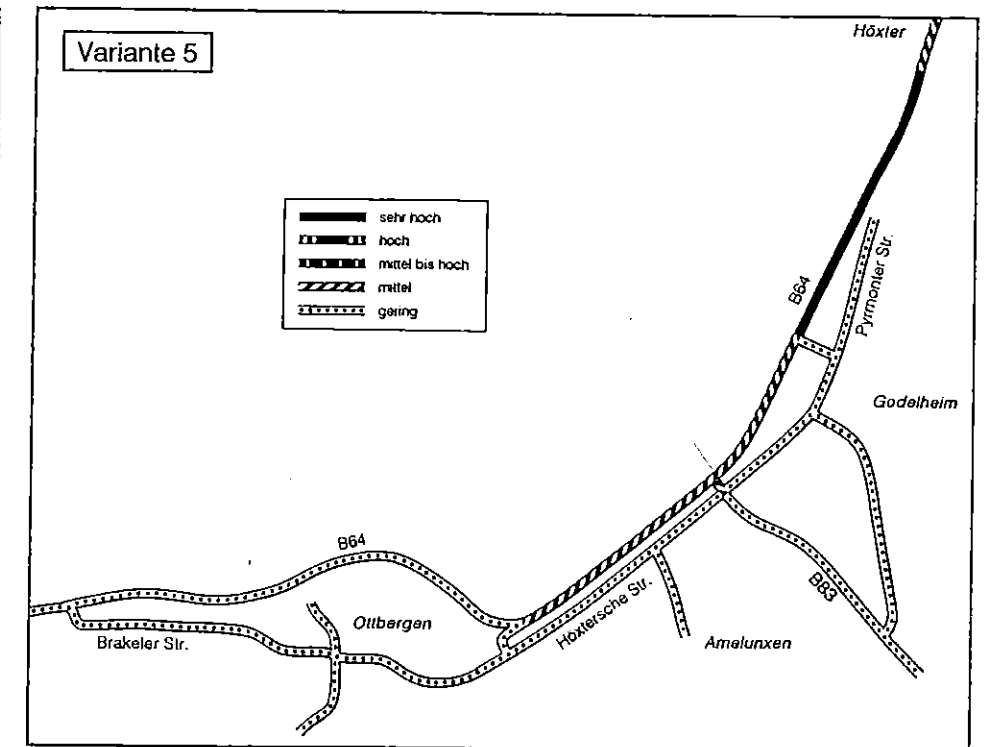 Variante 5
Höxter
sehr hoch
hoch
mittel bis hoch
mittel
gering
B64
Pyrmonter Str.
Godelheim
B64
Höxtersche Str.
B83
Ottbergen
Amelunxen
Brakeler Str.